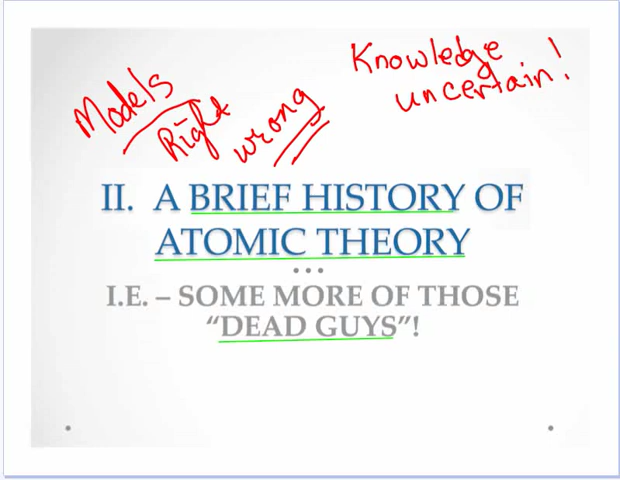 Knowledge
uncertain!
Models
Right
wrong
II. A BRIEF HISTORY OF
ATOMIC THEORY
...
I.E. – SOME MORE OF THOSE
“DEAD GUYS”!